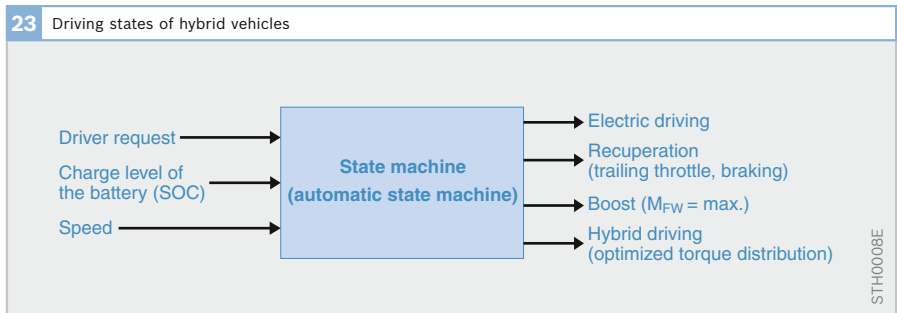 23 Driving states of hybrid vehicles
Driver request
Charge level of
the battery (SOC)
Speed
State machine
(automatic state machine)
Electric driving
Recuperation
(trailing throttle, braking)
Boost (M_FW = max.)
Hybrid driving
(optimized torque distribution)
STH0008E